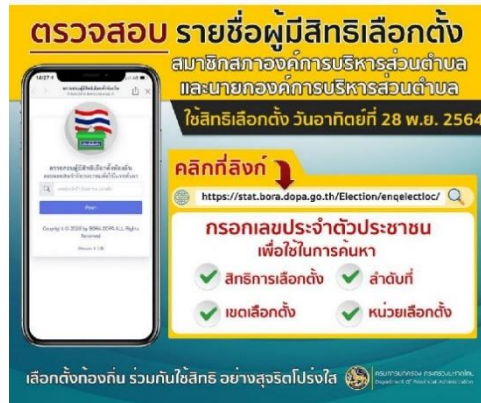 ตรวจสอบ รายชื่อผู้มีสิทธิเลือกตั้ง
สมาชิกสภาองค์การบริหารส่วนตำบล
และนายกองค์การบริหารส่วนตำบล
ใช้สิทธิเลือกตั้ง วันอาทิตย์ที่ 28 พ.ย. 2564
14:27
คลิกที่ลิงก์
https://stat.bora.dopa.go.th/Election/enqelectloc/
กรอกเลขประจำตัวประชาชน
เพื่อใช้ในการค้นหา
สิทธิการเลือกตั้ง
ลำดับที่
เขตเลือกตั้ง
หน่วยเลือกตั้ง
ค้นหา
เลือกตั้งท้องถิ่น ร่วมกันใช้สิทธิ อย่างสุจริตโปร่งใส
กรมการปกครอง กระทรวงมหาดไทย
Department of Provincial Administration